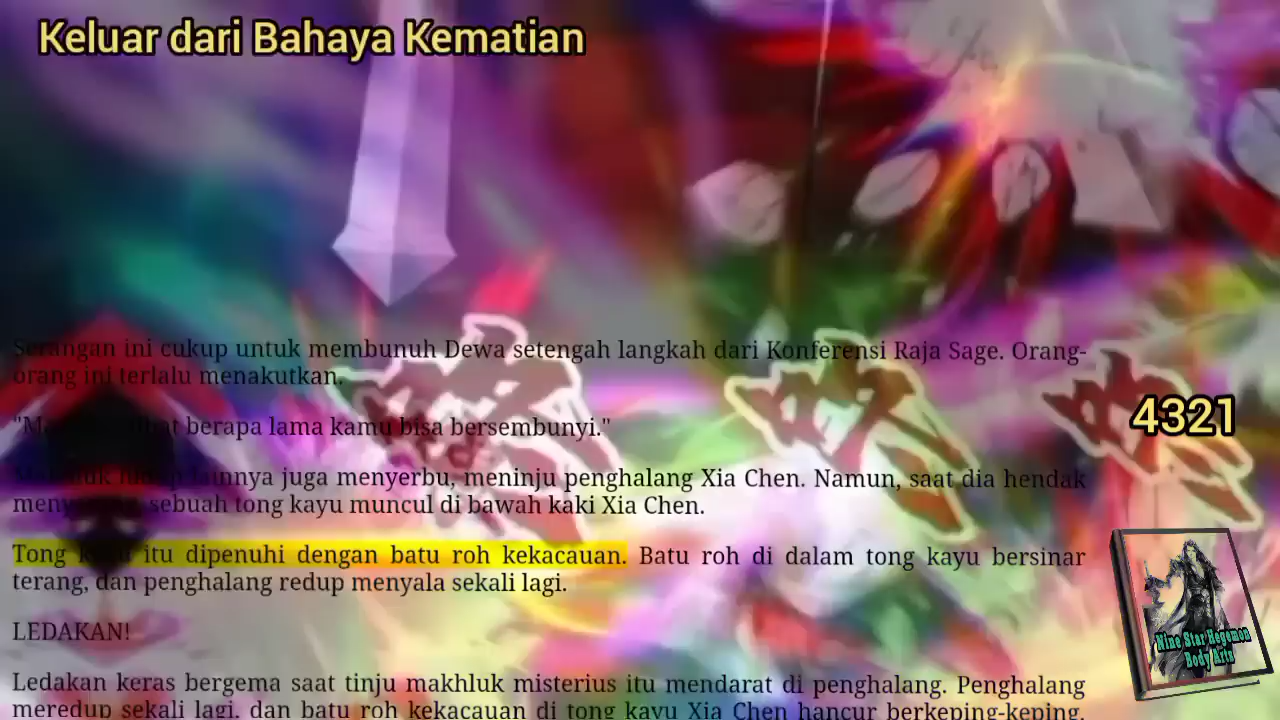 Keluar dari Bahaya Kematian
Serangan ini cukup untuk membunuh Dewa setengah langkah dari Konferensi Raja Sage. Orang-
orang ini terlalu menakutkan.
berapa lama kamu bisa bersembunyi."
lainnya juga menyerbu, meninju penghalang Xia Chen. Namun, saat dia hendak
sebuah tong kayu muncul di bawah kaki Xia Chen.
4321
Tong kayu itu dipenuhi dengan batu roh kekacauan. Batu roh di dalam tong kayu bersinar
terang, dan penghalang redup menyala sekali lagi.
LEDAKAN!
Nine Star Hegemon
Body Arts
Ledakan keras bergema saat tinju makhluk misterius itu mendarat di penghalang. Penghalang
meredup sekali lagi, dan batu roh kekacauan di tong kayu Xia Chen hancur berkeping-keping.